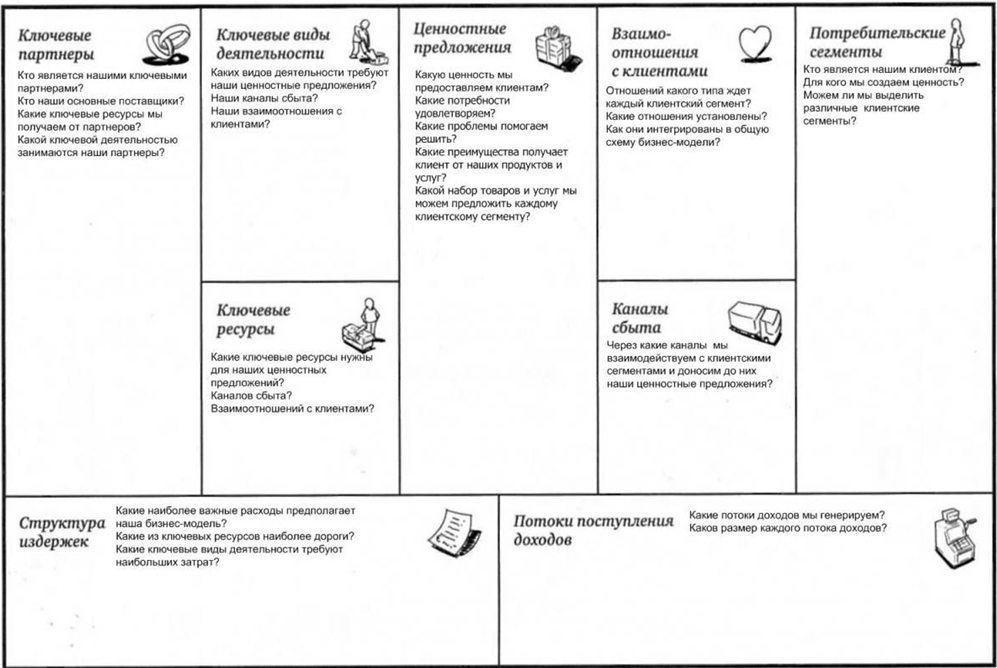 Ключевые
партнеры
Кто является нашими ключевыми
партнерами?
Кто наши основные поставщики?
Какие ключевые ресурсы мы
получаем от партнеров?
Какой ключевой деятельностью
занимаются наши партнеры?
Ключевые виды
деятельности
Каких видов деятельности требуют
наши ценностные предложения?
Наши каналы сбыта?
Наши взаимоотношения с
клиентами?
Ключевые
ресурсы
Какие ключевые ресурсы нужны
для наших ценностных
предложений?
Каналов сбыта?
Взаимоотношений с клиентами?
Ценностные
предложения
Какую ценность мы
предоставляем клиентам?
Какие потребности
удовлетворяем?
Какие проблемы помогаем
решить?
Какие преимущества получает
клиент от наших продуктов и
услуг?
Какой набор товаров и услуг мы
можем предложить каждому
клиентскому сегменту?
Взаимо-
отношения
с клиентами
Отношений какого типа ждет
каждый клиентский сегмент?
Какие отношения установлены?
Как они интегрированы в общую
схему бизнес-модели?
Каналы
сбыта
Через какие каналы мы
взаимодействуем с клиентскими
сегментами и доносим до них
наши ценностные предложения?
Потребительские
сегменты
Кто является нашим клиентом?
Для кого мы создаем ценность?
Можем ли мы выделить
различные клиентские
сегменты?
Структура
издержек
Какие наиболее важные расходы предполагает
наша бизнес-модель?
Какие из ключевых ресурсов наиболее дороги?
Какие ключевые виды деятельности требуют
наибольших затрат?
Потоки поступления
доходов
Какие потоки доходов мы генерируем?
Каков размер каждого потока доходов?